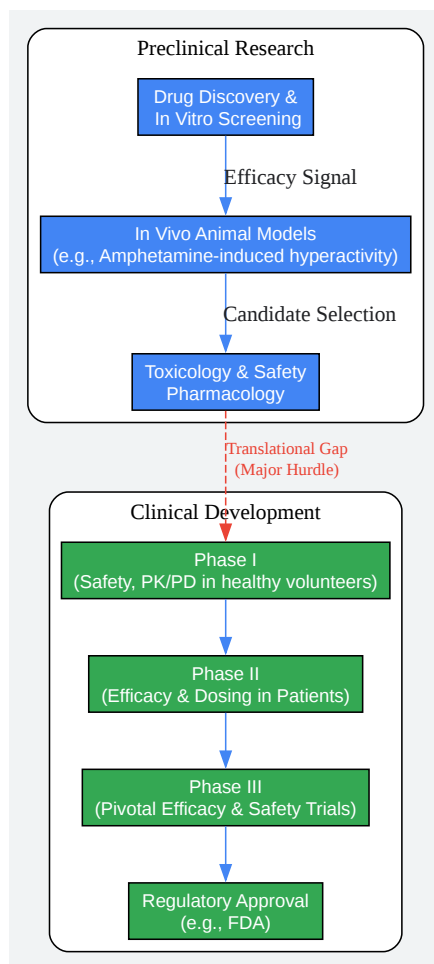 Preclinical Research
Drug Discovery &
In Vitro Screening
Efficacy Signal
In Vivo Animal Models
(e.g., Amphetamine-induced hyperactivity)
Candidate Selection
Toxicology & Safety
Pharmacology
Translational Gap
(Major Hurdle)
Clinical Development
Phase I
(Safety, PK/PD in healthy volunteers)
Phase II
(Efficacy & Dosing in Patients)
Phase III
(Pivotal Efficacy & Safety Trials)
Regulatory Approval
(e.g., FDA)